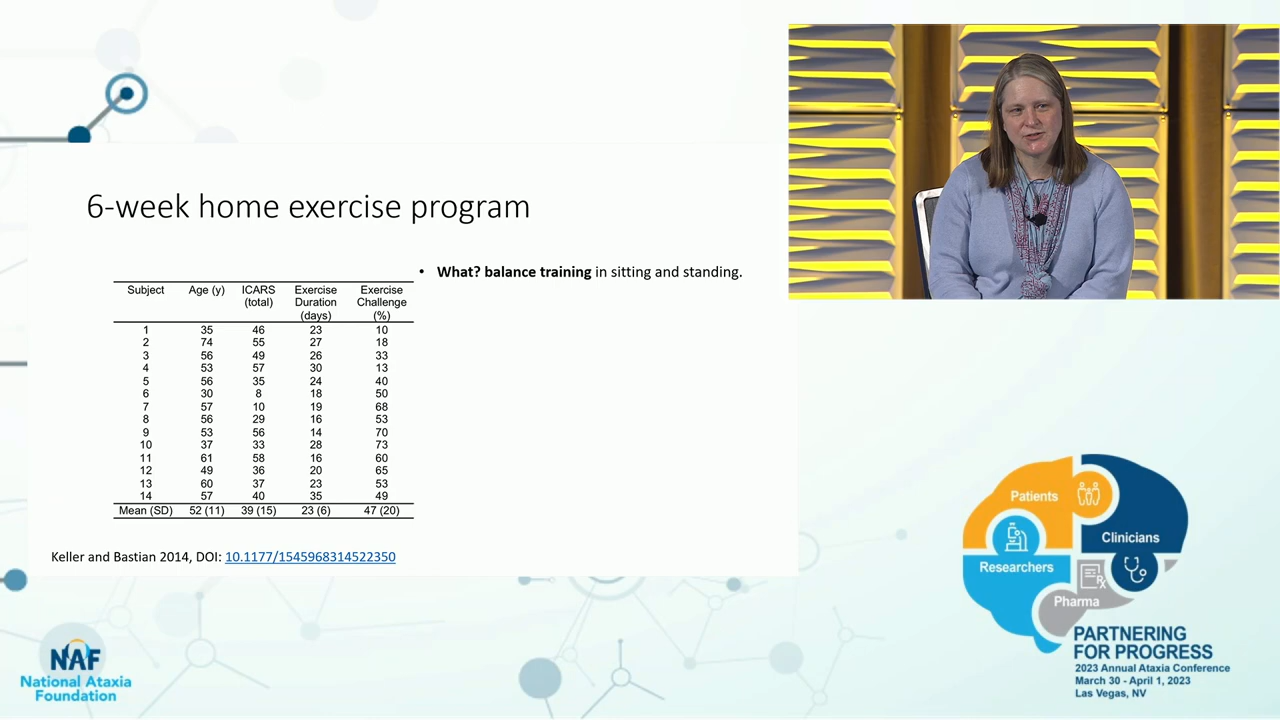 6-week home exercise program
• What? balance training in sitting and standing.
Subject Age (y) ICARS (total) Exercise Duration (days) Exercise Challenge (%)
1 35 46 23 10
2 74 55 27 18
3 56 49 26 33
4 53 57 30 13
5 56 35 24 40
6 30 8 18 50
7 57 10 19 68
8 56 29 16 53
9 53 56 14 70
10 37 33 28 73
11 61 58 16 60
12 49 36 20 65
13 60 37 23 53
14 57 40 35 49
Mean (SD) 52 (11) 39 (15) 23 (6) 47 (20)
Keller and Bastian 2014, DOI: 10.1177/1545968314522350
NAF
National Ataxia
Foundation
Patients
Clinicians
Researchers
Rx
Pharma
PARTNERING
FOR PROGRESS
2023 Annual Ataxia Conference
March 30 - April 1, 2023
Las Vegas, NV